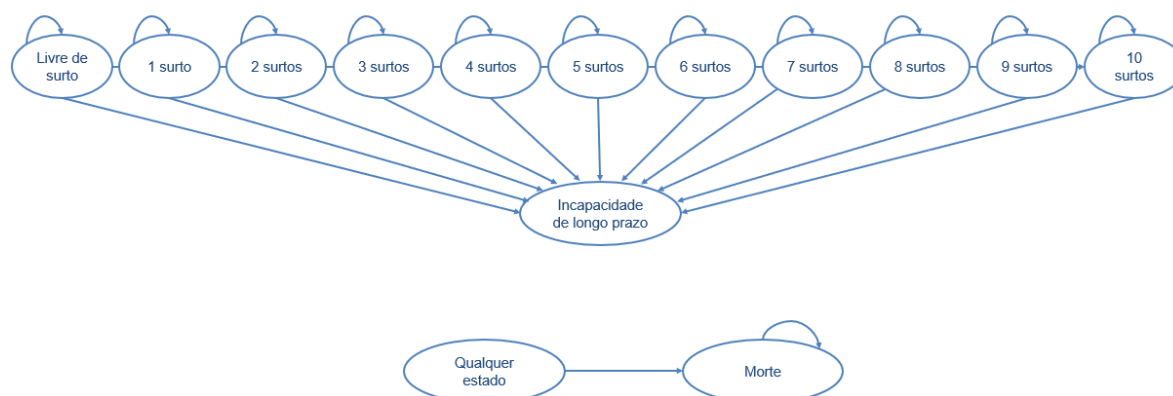 Livre de
surto
1 surto
2 surtos
3 surtos
4 surtos
5 surtos
6 surtos
7 surtos
8 surtos
9 surtos
10
surtos
Incapacidade
de longo prazo
Qualquer
estado
Morte